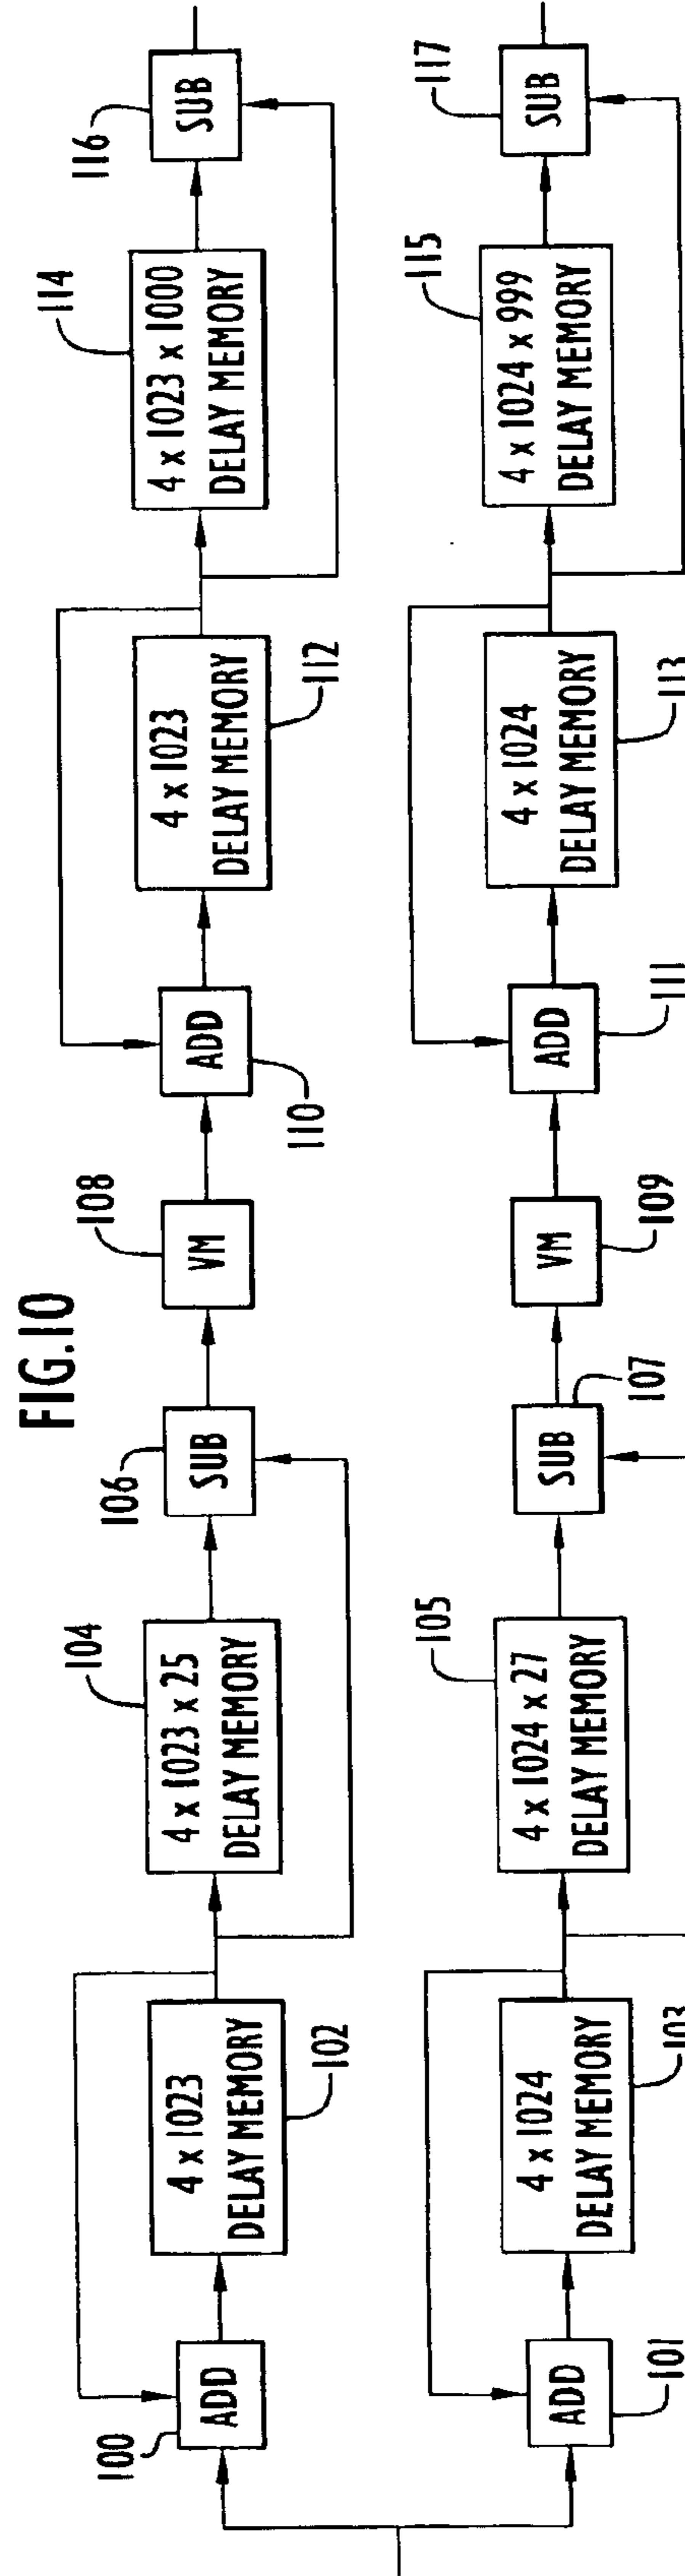 FIG.10
100
ADD
102
4 x 1023
DELAY MEMORY
104
4 x 1023 x 25
DELAY MEMORY
106
SUB
108
VM
110
ADD
112
4 x 1023
DELAY MEMORY
114
4 x 1023 x 1000
DELAY MEMORY
116
SUB
101
ADD
103
4 x 1024
DELAY MEMORY
105
4 x 1024 x 27
DELAY MEMORY
107
SUB
109
VM
111
ADD
113
4 x 1024
DELAY MEMORY
115
4 x 1024 x 999
DELAY MEMORY
117
SUB